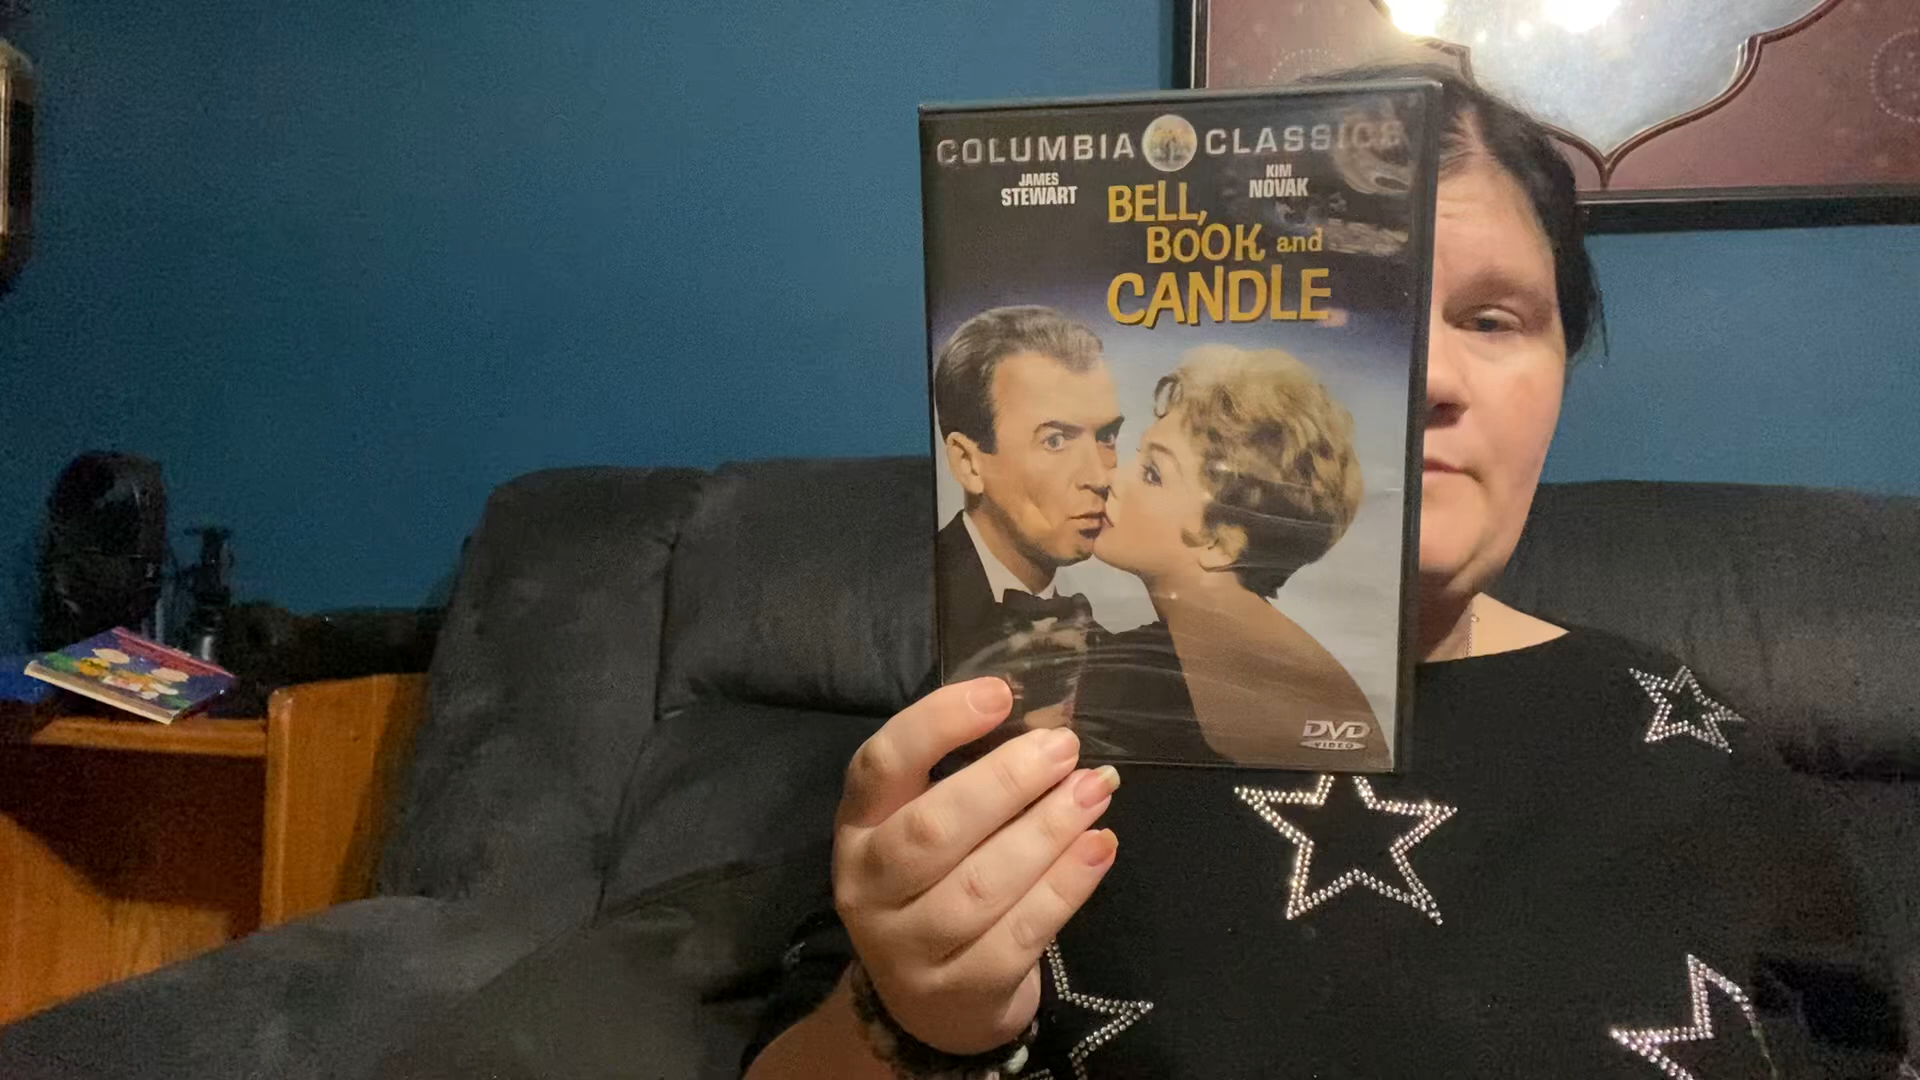 COLUMBIA CLASSICS
JAMES
STEWART
KIM
NOVAK
BELL,
BOOK and
CANDLE
DVD
VIDEO